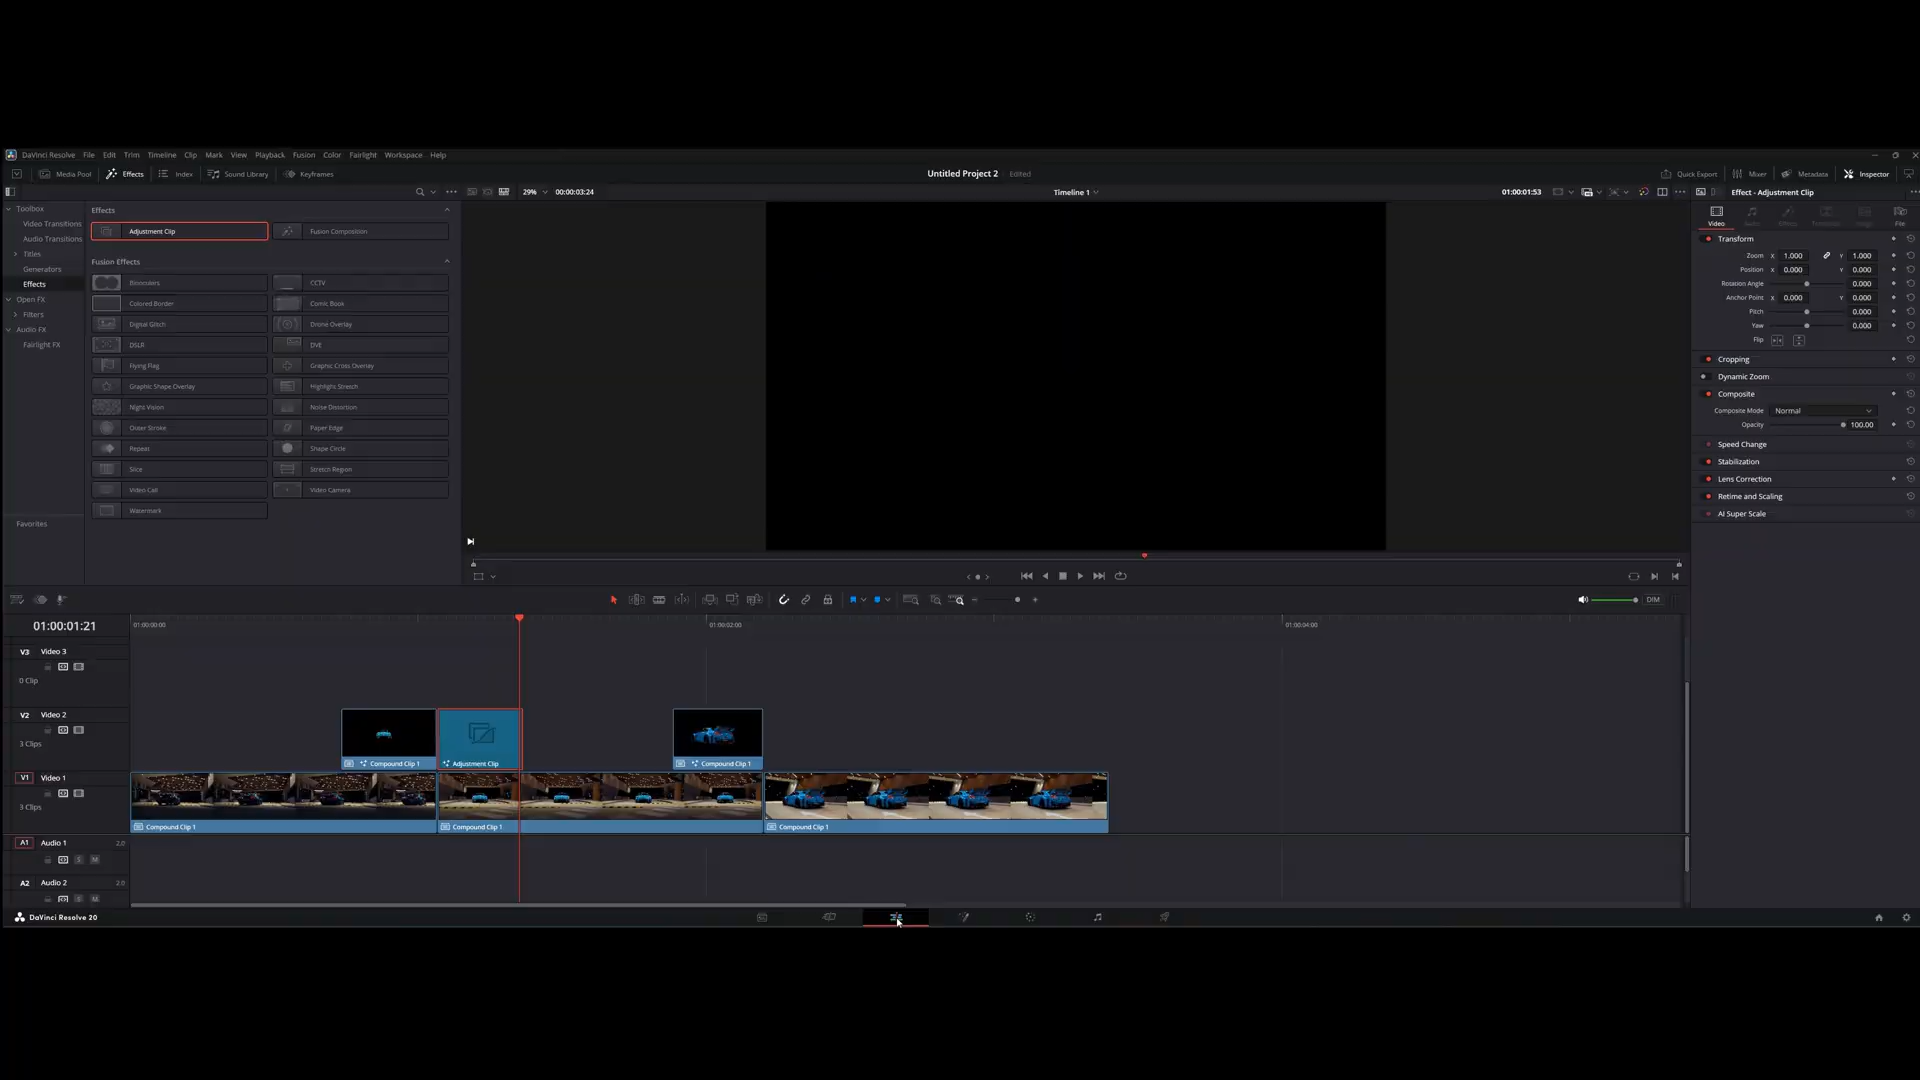 DaVinci Resolve File Edit Trim Timeline Clip Mark View Playback Fusion Color Fairlight Workspace Help
Media Pool Effects Index Sound Library Keyframes Untitled Project 2 Edited Quick Export Mixer Metadata Inspector
29% 00:00:03:24 Timeline 1 01:00:01:53 Effect - Adjustment Clip
Toolbox
Video Transitions
Audio Transitions
Titles
Generators
Effects
Open FX
Filters
Audio FX
Fairlight FX
Favorites
Effects
Adjustment Clip Fusion Composition
Fusion Effects
Binoculars CCTV
Colored Border Comic Book
Digital Glitch Drone Overlay
DSLR DVE
Flying Flag Graphic Cross Overlay
Graphic Shape Overlay Highlight Stretch
Night Vision Noise Distortion
Outer Stroke Paper Edge
Repeat Shape Circle
Slice Stretch Region
Video Call Video Camera
Watermark
Video Audio Effects Transition Image File
Transform
Zoom X 1.000 Y 1.000
Position X 0.000 Y 0.000
Rotation Angle 0.000
Anchor Point X 0.000 Y 0.000
Pitch 0.000
Yaw 0.000
Flip
Cropping
Dynamic Zoom
Composite
Composite Mode Normal
Opacity 100.00
Speed Change
Stabilization
Lens Correction
Retime and Scaling
AI Super Scale
DIM
01:00:01:21 01:00:00:00 01:00:02:00 01:00:04:00
V3 Video 3
0 Clip
V2 Video 2
3 Clips
Compound Clip 1 Adjustment Clip Compound Clip 1
V1 Video 1
3 Clips
Compound Clip 1 Compound Clip 1 Compound Clip 1
A1 Audio 1 2.0
S M
A2 Audio 2 2.0
S M
DaVinci Resolve 20